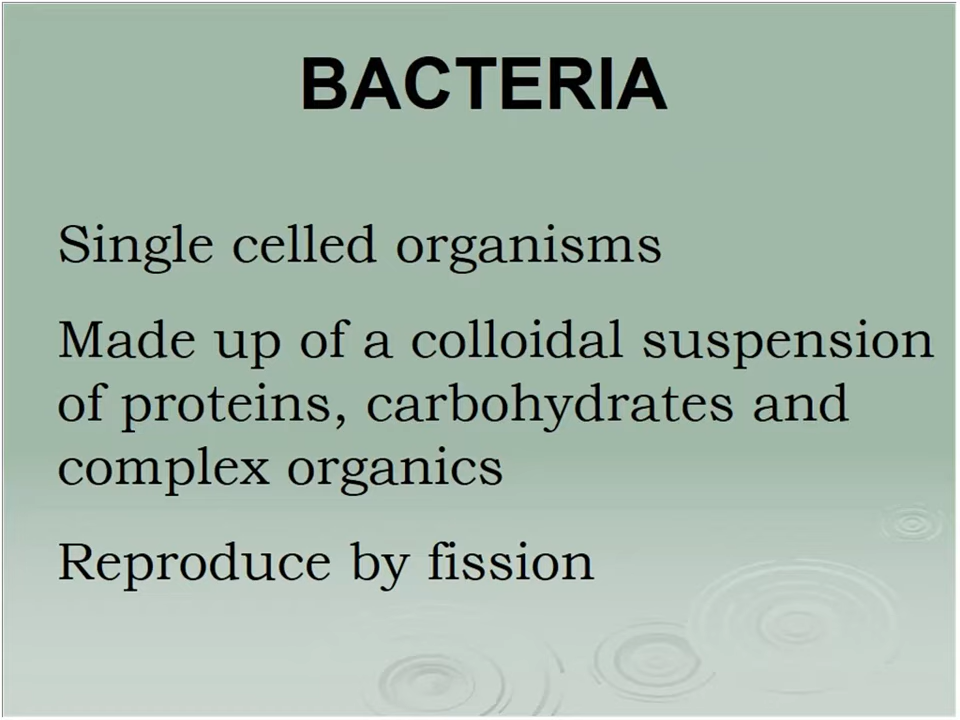 BACTERIA
Single celled organisms
Made up of a colloidal suspension
of proteins, carbohydrates and
complex organics
Reproduce by fission